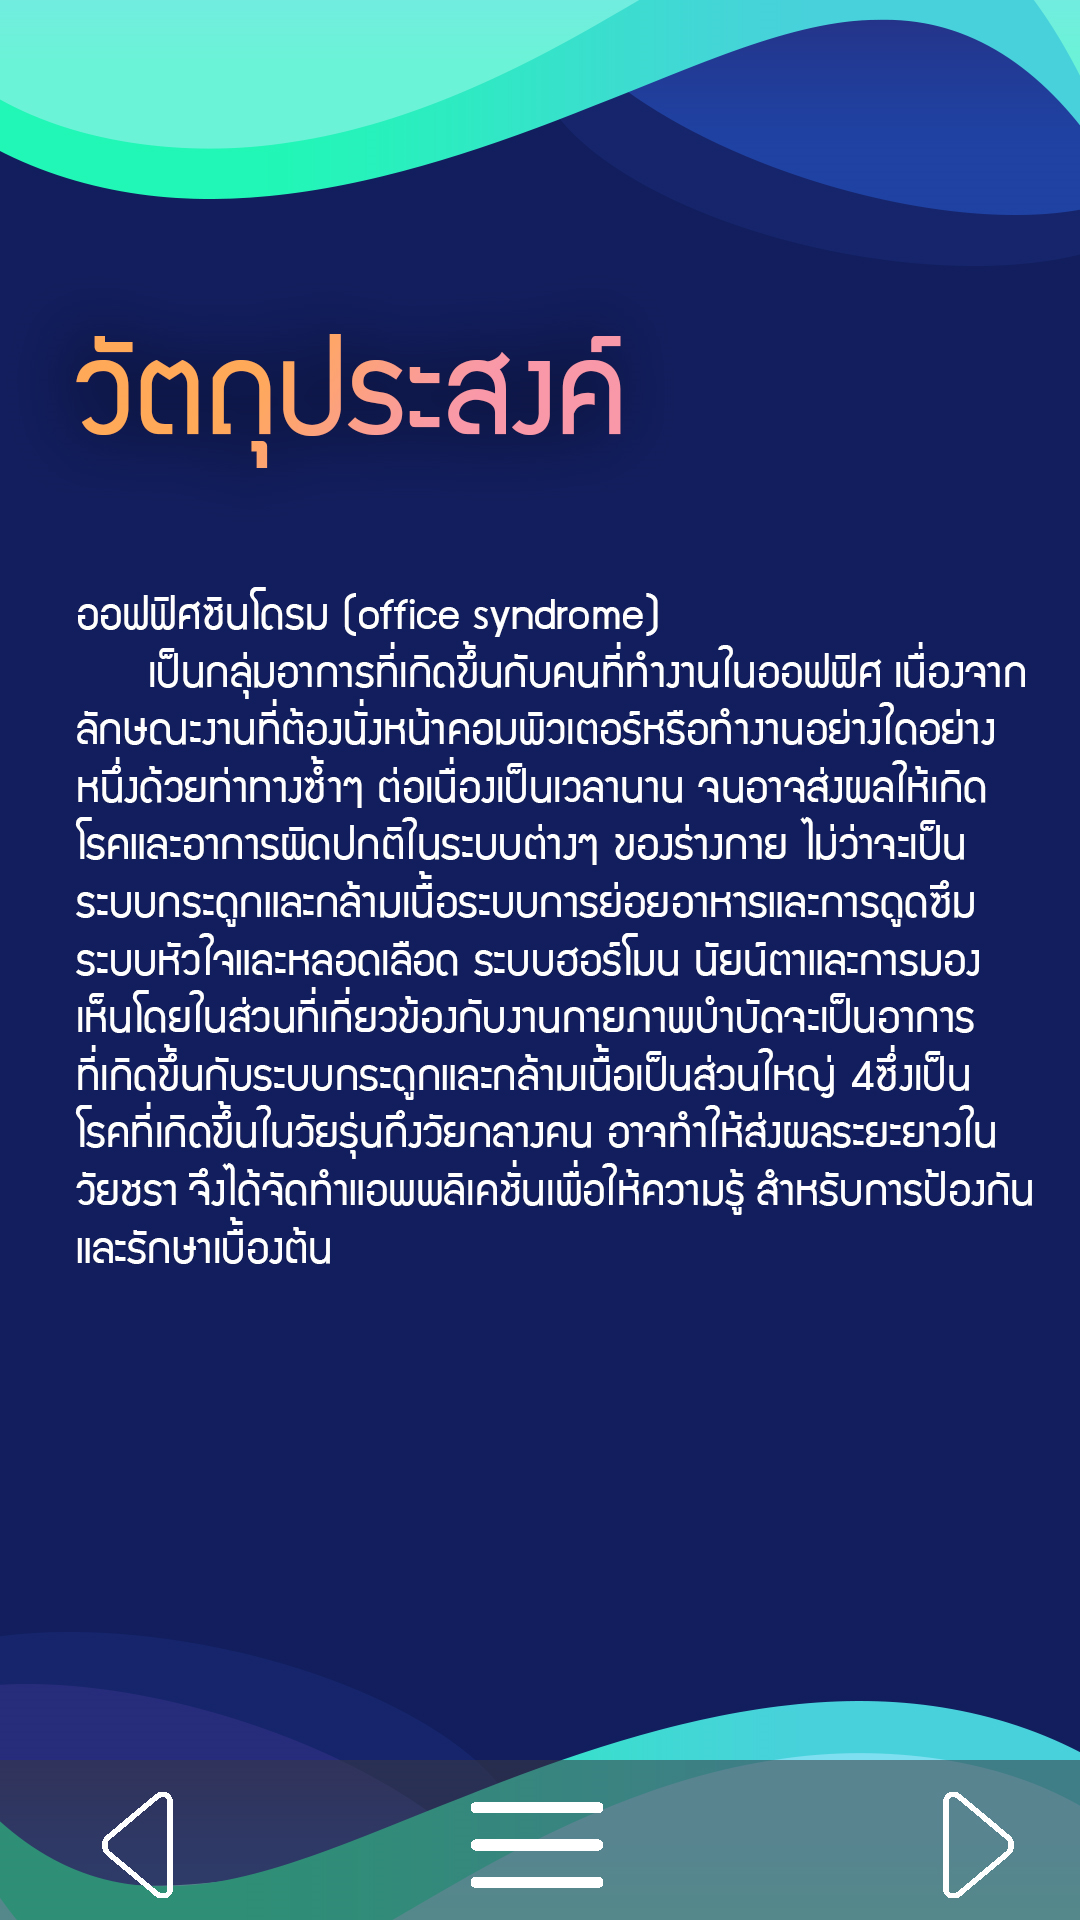 วัตถุประสงค์
ออฟฟิศซินโดรม (office syndrome)
เป็นกลุ่มอาการที่เกิดขึ้นกับคนที่ทำงานในออฟฟิศ เนื่องจาก
ลักษณะงานที่ต้องนั่งหน้าคอมพิวเตอร์หรือทำงานอย่างใดอย่าง
หนึ่งด้วยท่าทางซ้ำๆ ต่อเนื่องเป็นเวลานาน จนอาจส่งผลให้เกิด
โรคและอาการผิดปกติในระบบต่างๆ ของร่างกาย ไม่ว่าจะเป็น
ระบบกระดูกและกล้ามเนื้อระบบการย่อยอาหารและการดูดซึม
ระบบหัวใจและหลอดเลือด ระบบฮอร์โมน นัยน์ตาและการมอง
เห็นโดยในส่วนที่เกี่ยวข้องกับงานกายภาพบำบัดจะเป็นอาการ
ที่เกิดขึ้นกับระบบกระดูกและกล้ามเนื้อเป็นส่วนใหญ่ 4ซึ่งเป็น
โรคที่เกิดขึ้นในวัยรุ่นถึงวัยกลางคน อาจทำให้ส่งผลระยะยาวใน
วัยชรา จึงได้จัดทำแอพพลิเคชั่นเพื่อให้ความรู้ สำหรับการป้องกัน
และรักษาเบื้องต้น